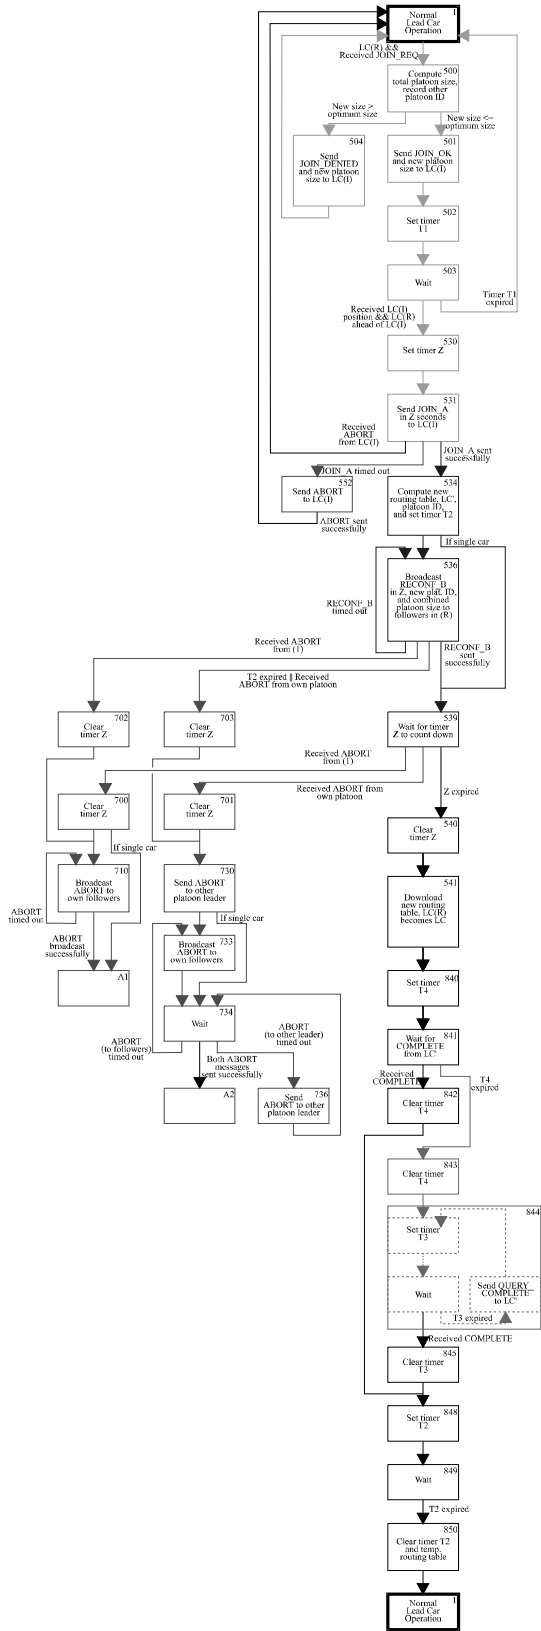 1
Normal
Lead Car
Operation
LC(R) &&
Received JOIN_REQ
500
Compute
total platoon size,
record other
platoon ID
New size >
optimum size
New size <=
optimum size
504
Send
JOIN_DENIED
and new platoon
size to LC(I)
501
Send JOIN_OK
and new platoon
size to LC(I)
502
Set timer
T1
503
Wait
Timer T1
expired
Received LC(I)
position && LC(R)
ahead of LC(I)
530
Set timer Z
531
Send JOIN_A
in Z seconds
to LC(I)
Received
ABORT
from LC(I)
JOIN_A sent
successfully
JOIN_A timed out
552
Send ABORT
to LC(I)
ABORT sent
successfully
534
Compute new
routing table, LC',
platoon ID,
and set timer T2
If single car
536
Broadcast
RECONF_B
in Z, new plat. ID,
and combined
platoon size to
followers in (R)
RECONF_B
timed out
Received ABORT
from (1)
RECONF_B
sent
successfully
T2 expired || Received
ABORT from own platoon
702
Clear
timer Z
703
Clear
timer Z
539
Wait for timer
Z to count down
Received ABORT
from (1)
Received ABORT from
own platoon
Z expired
700
Clear
timer Z
701
Clear
timer Z
540
Clear
timer Z
If single car
710
Broadcast
ABORT to
own followers
ABORT
timed out
ABORT
broadcast
successfully
A1
730
Send ABORT
to other
platoon leader
If single car
733
Broadcast
ABORT to
own followers
541
Download
new routing
table, LC(R)
becomes LC
840
Set timer
T4
734
Wait
ABORT
(to followers)
timed out
ABORT
(to other leader)
timed out
Both ABORT
messages
sent successfully
A2
736
Send
ABORT to other
platoon leader
841
Wait for
COMPLETE
from LC'
Received
COMPLETE
T4
expired
842
Clear timer
T4
843
Clear timer
T4
844
Set timer
T3
Wait
Send QUERY_
COMPLETE
to LC'
T3 expired
Received COMPLETE
845
Clear timer
T3
848
Set timer
T2
849
Wait
T2 expired
850
Clear timer T2
and temp.
routing table
1
Normal
Lead Car
Operation